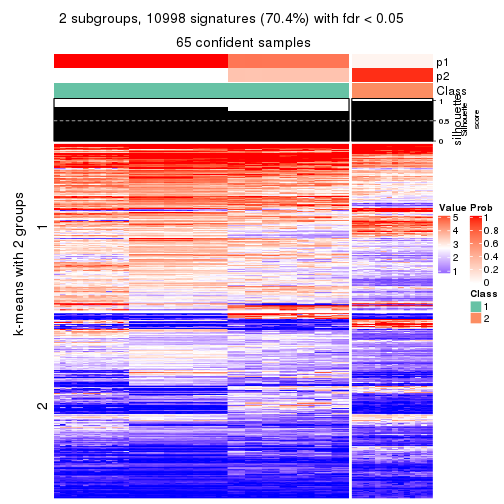 2 subgroups, 10998 signatures (70.4%) with fdr < 0.05
65 confident samples
p1
p2
Class
silhouette
Silhouette
score
1
0.5
0
k-means with 2 groups
1
2
Value
5
4
3
2
1
Prob
1
0.8
0.6
0.4
0.2
0
Class
1
2